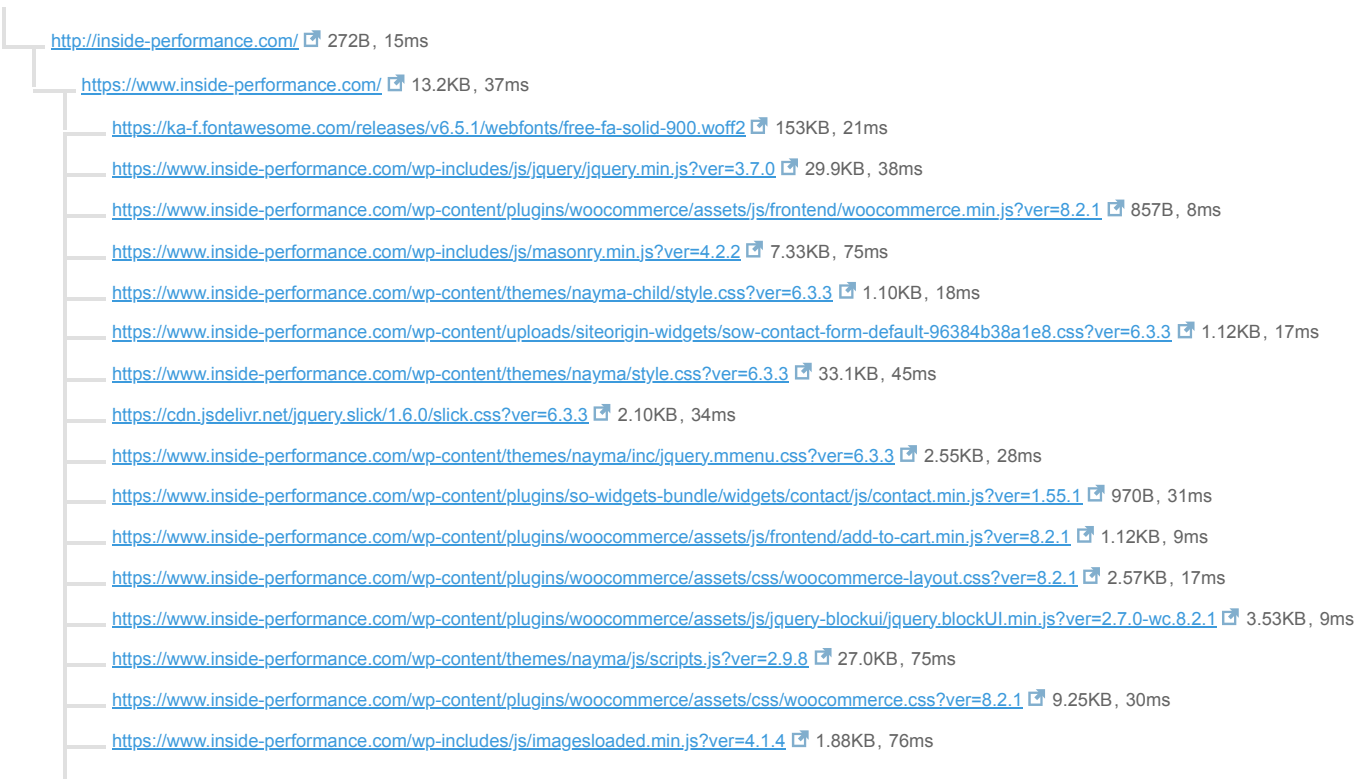 http://inside-performance.com/ 272B, 15ms
https://www.inside-performance.com/ 13.2KB, 37ms
https://ka-f.fontawesome.com/releases/v6.5.1/webfonts/free-fa-solid-900.woff2 153KB, 21ms
https://www.inside-performance.com/wp-includes/js/jquery/jquery.min.js?ver=3.7.0 29.9KB, 38ms
https://www.inside-performance.com/wp-content/plugins/woocommerce/assets/js/frontend/woocommerce.min.js?ver=8.2.1 857B, 8ms
https://www.inside-performance.com/wp-includes/js/masonry.min.js?ver=4.2.2 7.33KB, 75ms
https://www.inside-performance.com/wp-content/themes/nayma-child/style.css?ver=6.3.3 1.10KB, 18ms
https://www.inside-performance.com/wp-content/uploads/siteorigin-widgets/sow-contact-form-default-96384b38a1e8.css?ver=6.3.3 1.12KB, 17ms
https://www.inside-performance.com/wp-content/themes/nayma/style.css?ver=6.3.3 33.1KB, 45ms
https://cdn.jsdelivr.net/jquery.slick/1.6.0/slick.css?ver=6.3.3 2.10KB, 34ms
https://www.inside-performance.com/wp-content/themes/nayma/inc/jquery.mmenu.css?ver=6.3.3 2.55KB, 28ms
https://www.inside-performance.com/wp-content/plugins/so-widgets-bundle/widgets/contact/js/contact.min.js?ver=1.55.1 970B, 31ms
https://www.inside-performance.com/wp-content/plugins/woocommerce/assets/js/frontend/add-to-cart.min.js?ver=8.2.1 1.12KB, 9ms
https://www.inside-performance.com/wp-content/plugins/woocommerce/assets/css/woocommerce-layout.css?ver=8.2.1 2.57KB, 17ms
https://www.inside-performance.com/wp-content/plugins/woocommerce/assets/js/jquery-blockui/jquery.blockUI.min.js?ver=2.7.0-wc.8.2.1 3.53KB, 9ms
https://www.inside-performance.com/wp-content/themes/nayma/js/scripts.js?ver=2.9.8 27.0KB, 75ms
https://www.inside-performance.com/wp-content/plugins/woocommerce/assets/css/woocommerce.css?ver=8.2.1 9.25KB, 30ms
https://www.inside-performance.com/wp-includes/js/imagesloaded.min.js?ver=4.1.4 1.88KB, 76ms